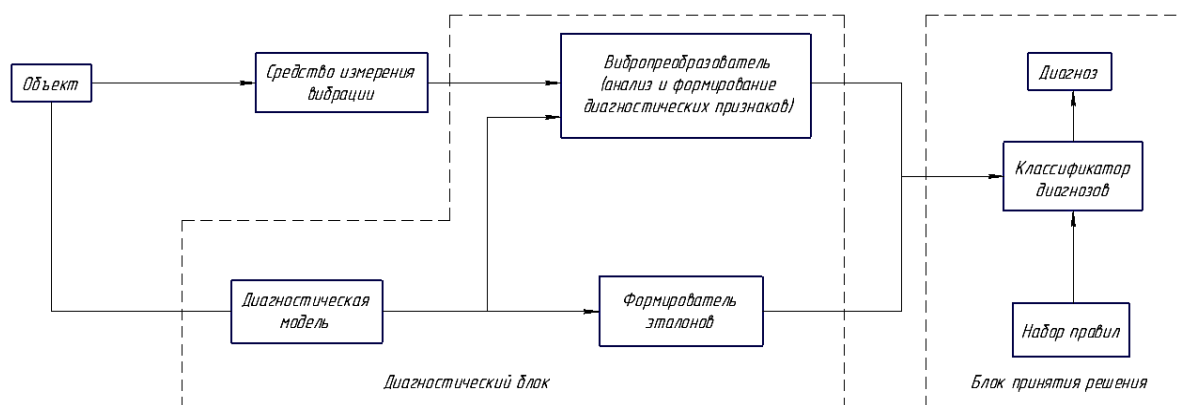 Объект
Средство измерения
вибрации
Вибропреобразователь
(анализ и формирование
диагностических признаков)
Диагноз
Классификатор
диагнозов
Диагностическая
модель
Формирователь
эталонов
Набор правил
Диагностический блок
Блок принятия решения